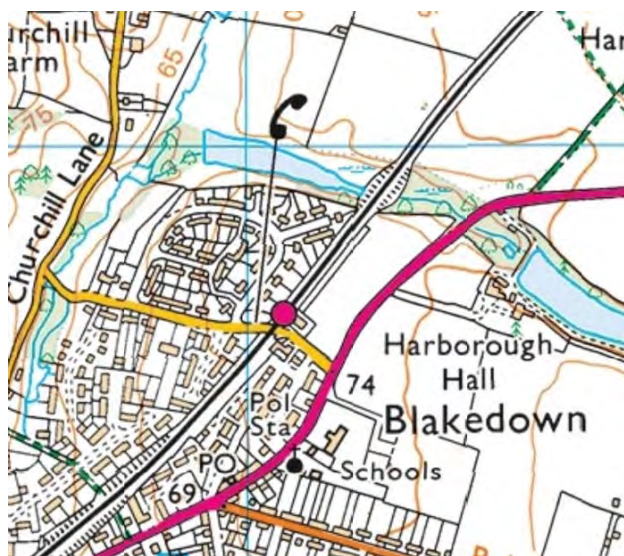 urchill
arm
65
75
Har
Churchill Lane
Harborough
Hall
74
Blakedown
Pol
Sta
PO
Schools
69